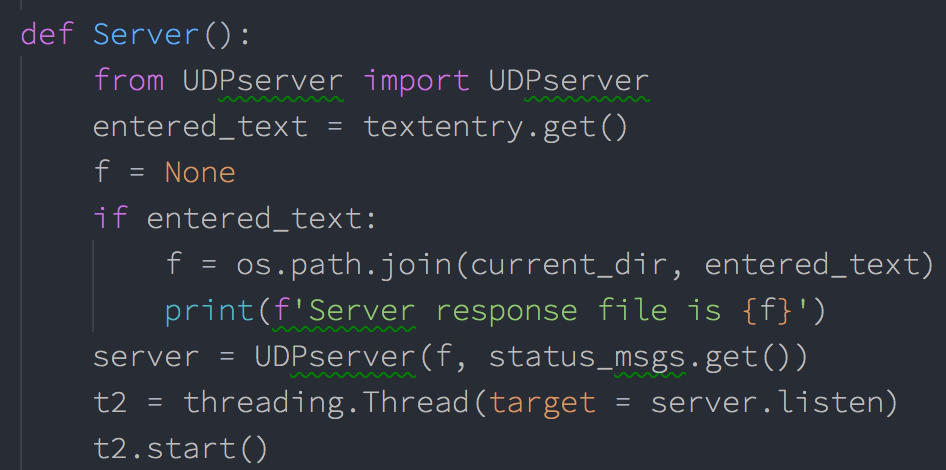 def Server():
    from UDPserver import UDPserver
    entered_text = textentry.get()
    f = None
    if entered_text:
        f = os.path.join(current_dir, entered_text)
        print(f'Server response file is {f}')
    server = UDPserver(f, status_msgs.get())
    t2 = threading.Thread(target = server.listen)
    t2.start()